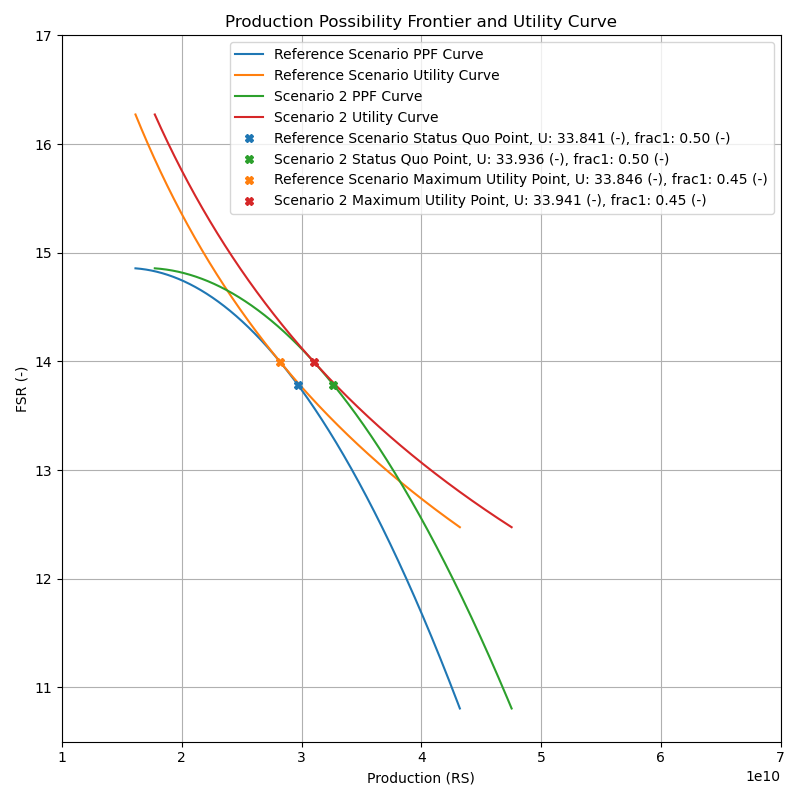 Production Possibility Frontier and Utility Curve
Reference Scenario PPF Curve
Reference Scenario Utility Curve
Scenario 2 PPF Curve
Scenario 2 Utility Curve
Reference Scenario Status Quo Point, U: 33.841 (-), frac1: 0.50 (-)
Scenario 2 Status Quo Point, U: 33.936 (-), frac1: 0.50 (-)
Reference Scenario Maximum Utility Point, U: 33.846 (-), frac1: 0.45 (-)
Scenario 2 Maximum Utility Point, U: 33.941 (-), frac1: 0.45 (-)
17
16
15
14
13
12
11
FSR (-)
1 2 3 4 5 6 7
1e10
Production (RS)